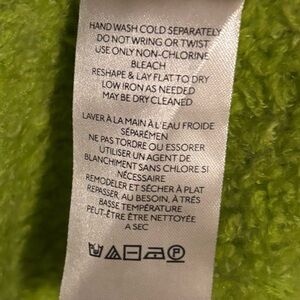 HAND WASH COLD SEPARATELY
DO NOT WRING OR TWIST
USE ONLY NON-CHLORINE
BLEACH
RESHAPE & LAY FLAT TO DRY
LOW IRON AS NEEDED
MAY BE DRY CLEANED
LAVER À LA MAIN À L'EAU FROIDE
SÉPARÉMEN
NE PAS TORDRE OU ESSORER
UTILISER UN AGENT DE
BLANCHIMENT SANS CHLORE SI
NÉCESSAIRE
REMODELER ET SÉCHER À PLAT
REPASSER, AU BESOIN, À TRÈS
BASSE TEMPÉRATURE
PEUT-ÊTRE ÊTRE NETTOYÉE
A SEC
P